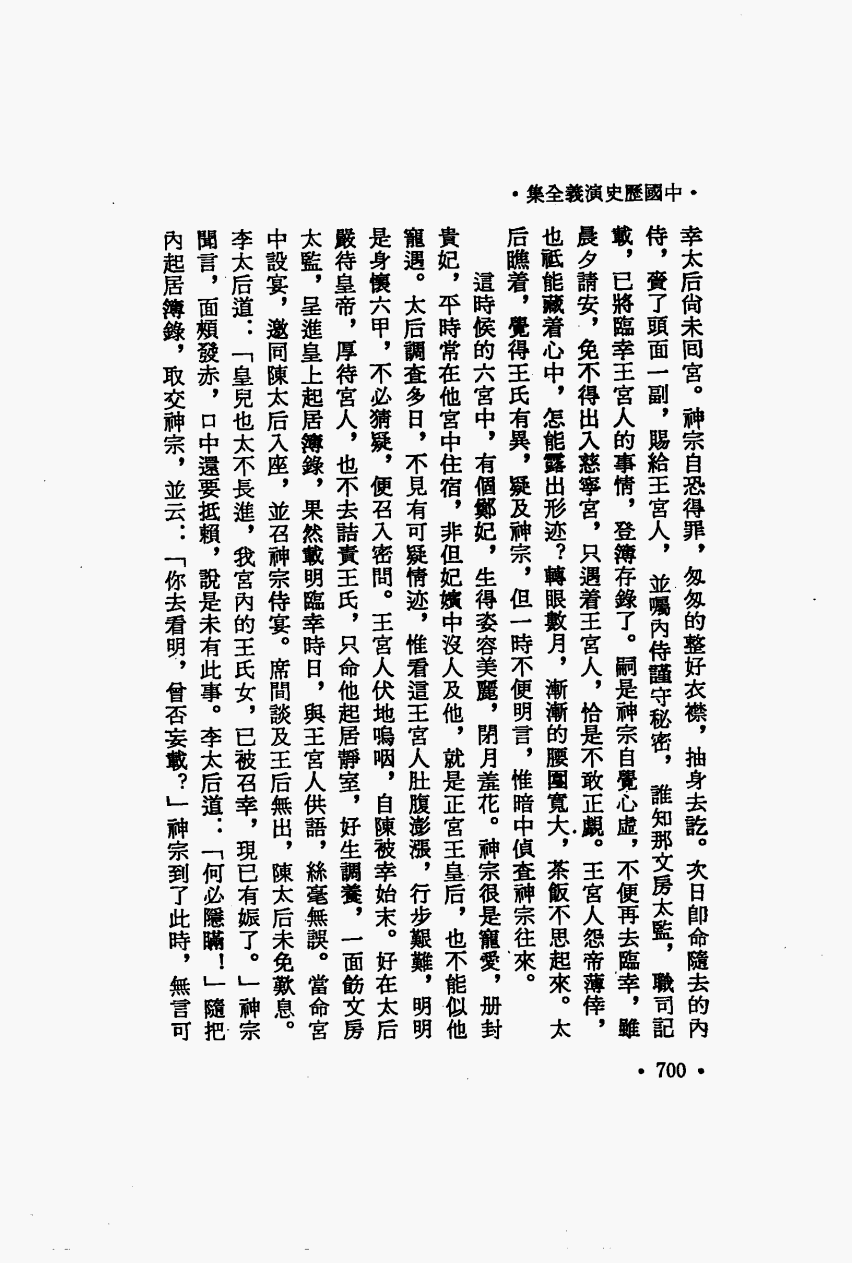 •中國歷史演義全集•
幸太后尙未囘宮。神宗自恐得罪，匆匆的整好衣襟，抽身去訖。次日卽命隨去的內
侍，賫了頭面一副，賜給王宮人，並囑內侍謹守秘密，誰知那文房太監，職司記
載，已將臨幸王宮人的事情，登簿存錄了。嗣是神宗自覺心虛，不便再去臨幸，雖
晨夕請安，免不得出入慈寧宮，只遇着王宮人，恰是不敢正覷。王宮人怨帝薄倖，
也祇能藏着心中，怎能露出形迹？轉眼數月，漸漸的腰圍寬大，茶飯不思起來。太
后瞧着，覺得王氏有異，疑及神宗，但一時不便明言，惟暗中偵查神宗往來。
這時候的六宮中，有個鄭妃，生得姿容美麗，閉月羞花。神宗很是寵愛，册封
貴妃，平時常在他宮中住宿，非但妃嬪中沒人及他，就是正宮王皇后，也不能似他
寵遇。太后調查多日，不見有可疑情迹，惟看這王宮人肚腹澎漲，行步艱難，明明
是身懷六甲，不必猜疑，便召入密問。王宮人伏地嗚咽，自陳被幸始末。好在太后
嚴待皇帝，厚待宮人，也不去詰責王氏，只命他起居靜室，好生調養，一面飭文房
太監，呈進皇上起居簿錄，果然載明臨幸時日，與王宮人供語，絲毫無誤。當命宮
中設宴，邀同陳太后入座，並召神宗侍宴。席間談及王后無出，陳太后未免歎息。
李太后道：「皇兒也太不長進，我宮內的王氏女，已被召幸，現已有娠了。」神宗
聞言，面頰發赤，口中還要抵賴，說是未有此事。李太后道：「何必隱瞞！」隨把
內起居簿錄，取交神宗，並云：「你去看明，曾否妄載？」神宗到了此時，無言可
•700•